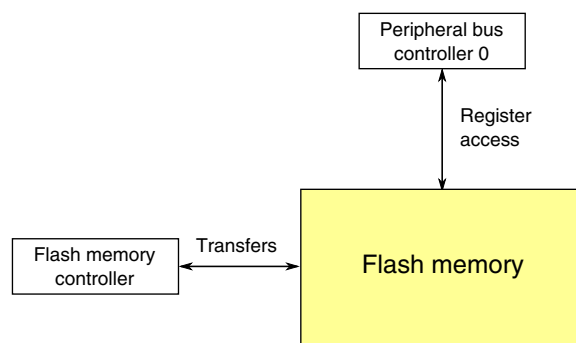 Peripheral bus
controller 0
Register
access
Transfers
Flash memory
controller
Flash memory